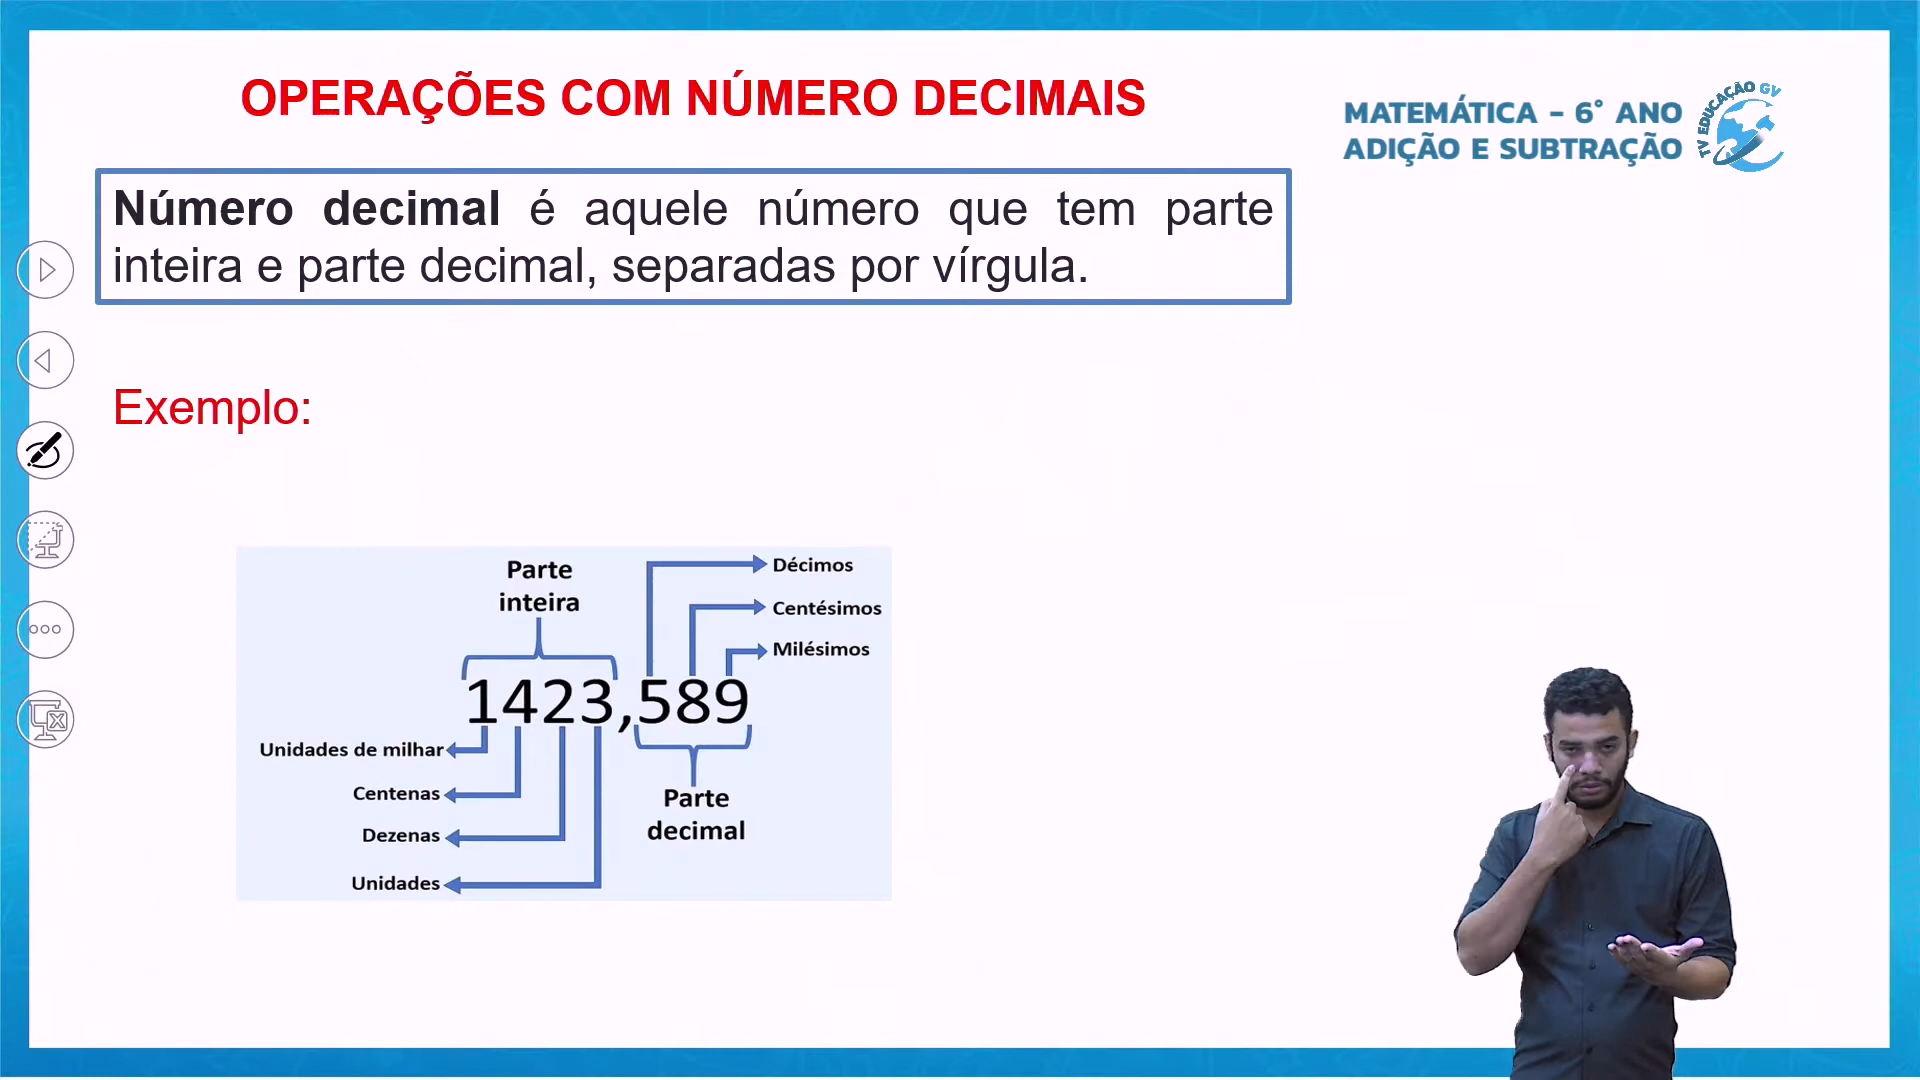 OPERAÇÕES COM NÚMERO DECIMAIS
MATEMÁTICA - 6° ANO
ADIÇÃO E SUBTRAÇÃO
TV EDUCAÇÃO GV
Número decimal é aquele número que tem parte
inteira e parte decimal, separadas por vírgula.
Exemplo:
Parte
inteira
Décimos
Centésimos
Milésimos
1423,589
Unidades de milhar
Centenas
Dezenas
Unidades
Parte
decimal